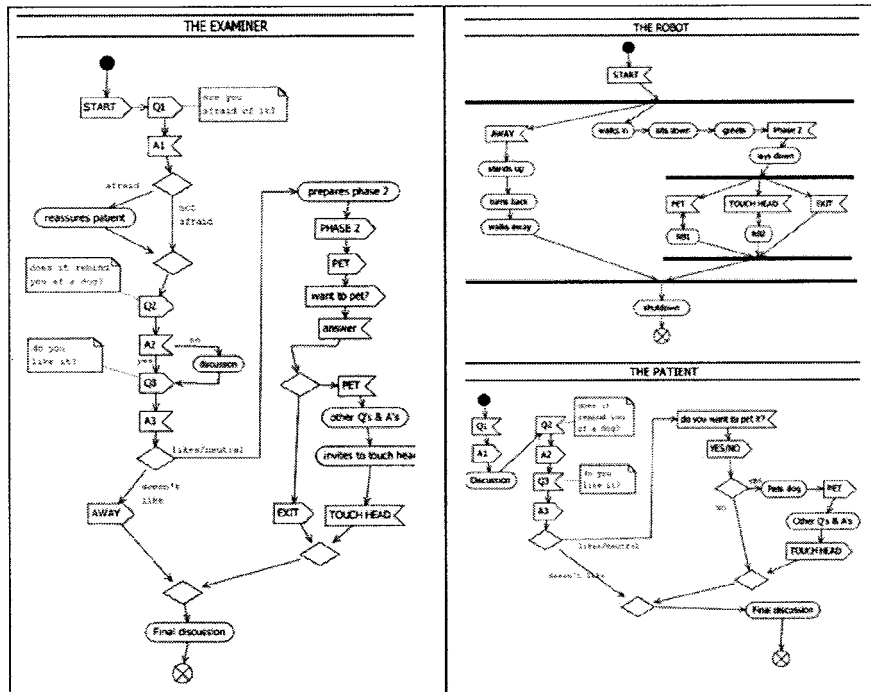 THE EXAMINER
START
Q1
are you
afraid of it?
A1
afraid
not
afraid
reassures patient
does it remind
you of a dog?
Q2
A2
no
yes
discussion
do you
like it?
Q3
A3
likes/neutral
doesn't
like
AWAY
prepares phase 2
PHASE 2
PET
want to pet?
answer
PET
other Q's & A's
invites to touch head
EXIT
TOUCH HEAD
Final discussion
THE ROBOT
START
AWAY
walks in
sits down
greets
Phase 2
stands up
lays down
turns back
walks away
PET
TOUCH HEAD
EXIT
RB1
RB2
shutdown
THE PATIENT
Q1
A1
Discussion
Q2
does it
remind you
of a dog?
A2
Q3
do you
like it?
A3
likes/neutral
doesn't like
do you want to pet it?
YES/NO
yes
NO
Pets dog
PET
Other Q's & A's
TOUCH HEAD
Final discussion